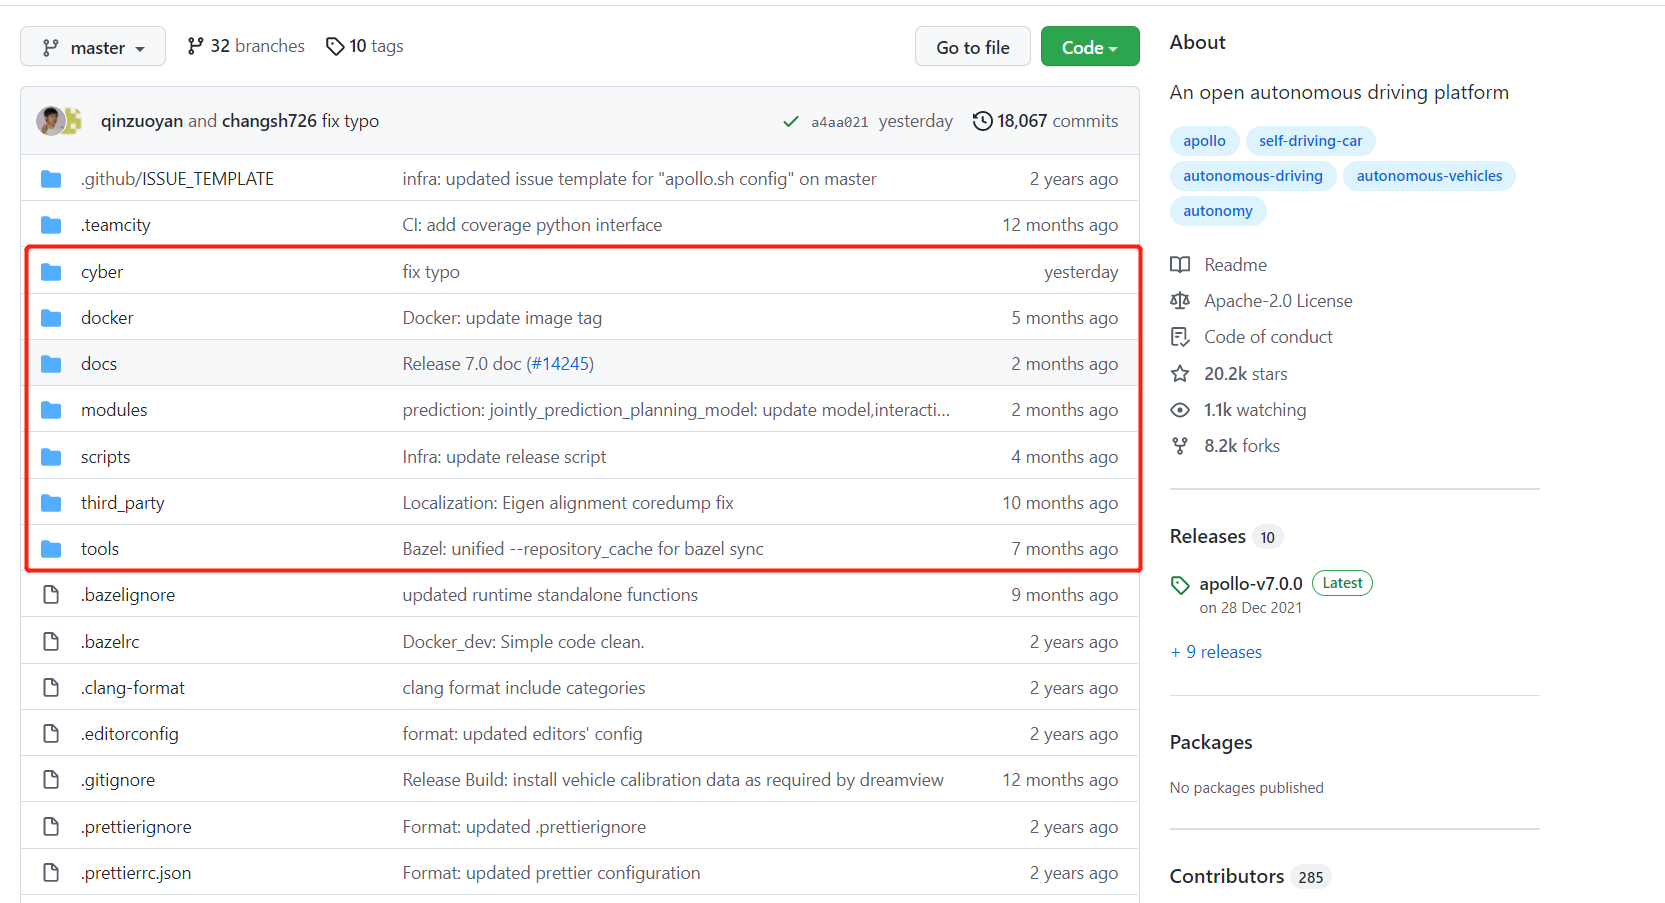 master
32 branches
10 tags
Go to file
Code
qinzuoyan and changsh726 fix typo
a4aa021 yesterday
18,067 commits
.github/ISSUE_TEMPLATE
infra: updated issue template for "apollo.sh config" on master
2 years ago
.teamcity
CI: add coverage python interface
12 months ago
cyber
fix typo
yesterday
docker
Docker: update image tag
5 months ago
docs
Release 7.0 doc (#14245)
2 months ago
modules
prediction: jointly_prediction_planning_model: update model,interacti...
2 months ago
scripts
Infra: update release script
4 months ago
third_party
Localization: Eigen alignment coredump fix
10 months ago
tools
Bazel: unified --repository_cache for bazel sync
7 months ago
.bazelignore
updated runtime standalone functions
9 months ago
.bazelrc
Docker_dev: Simple code clean.
2 years ago
.clang-format
clang format include categories
2 years ago
.editorconfig
format: updated editors' config
2 years ago
.gitignore
Release Build: install vehicle calibration data as required by dreamview
12 months ago
.prettierignore
Format: updated .prettierignore
2 years ago
.prettierrc.json
Format: updated prettier configuration
2 years ago
About
An open autonomous driving platform
apollo
self-driving-car
autonomous-driving
autonomous-vehicles
autonomy
Readme
Apache-2.0 License
Code of conduct
20.2k stars
1.1k watching
8.2k forks
Releases 10
apollo-v7.0.0 Latest
on 28 Dec 2021
+ 9 releases
Packages
No packages published
Contributors 285